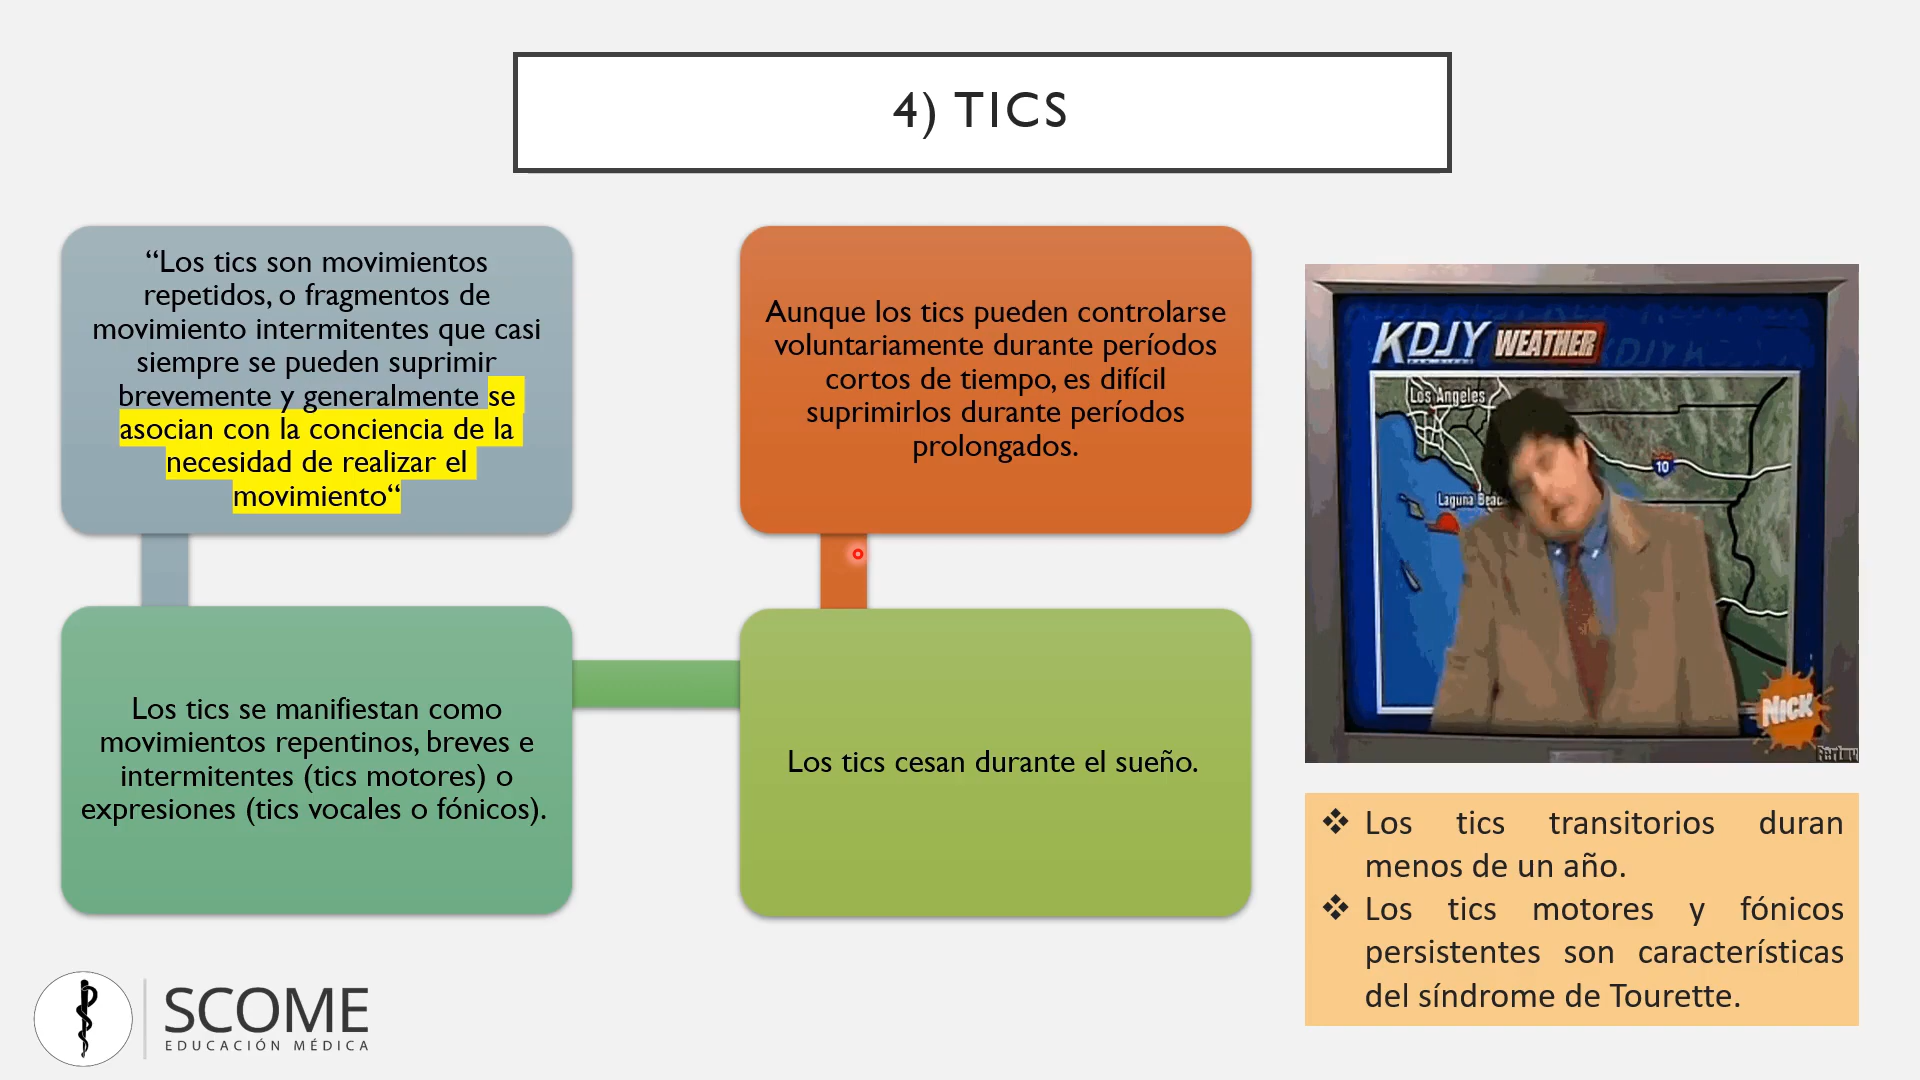 4) TICS
“Los tics son movimientos
repetidos, o fragmentos de
movimiento intermitentes que casi
siempre se pueden suprimir
brevemente y generalmente se
asocian con la conciencia de la
necesidad de realizar el
movimiento“
Los tics se manifiestan como
movimientos repentinos, breves e
intermitentes (tics motores) o
expresiones (tics vocales o fónicos).
Los tics cesan durante el sueño.
Aunque los tics pueden controlarse
voluntariamente durante períodos
cortos de tiempo, es difícil
suprimirlos durante períodos
prolongados.
KDJY WEATHER
Los Angeles
10
Laguna Beac
NICK
❖ Los tics transitorios duran
menos de un año.
❖ Los tics motores y fónicos
persistentes son características
del síndrome de Tourette.
SCOME
EDUCACIÓN MÉDICA